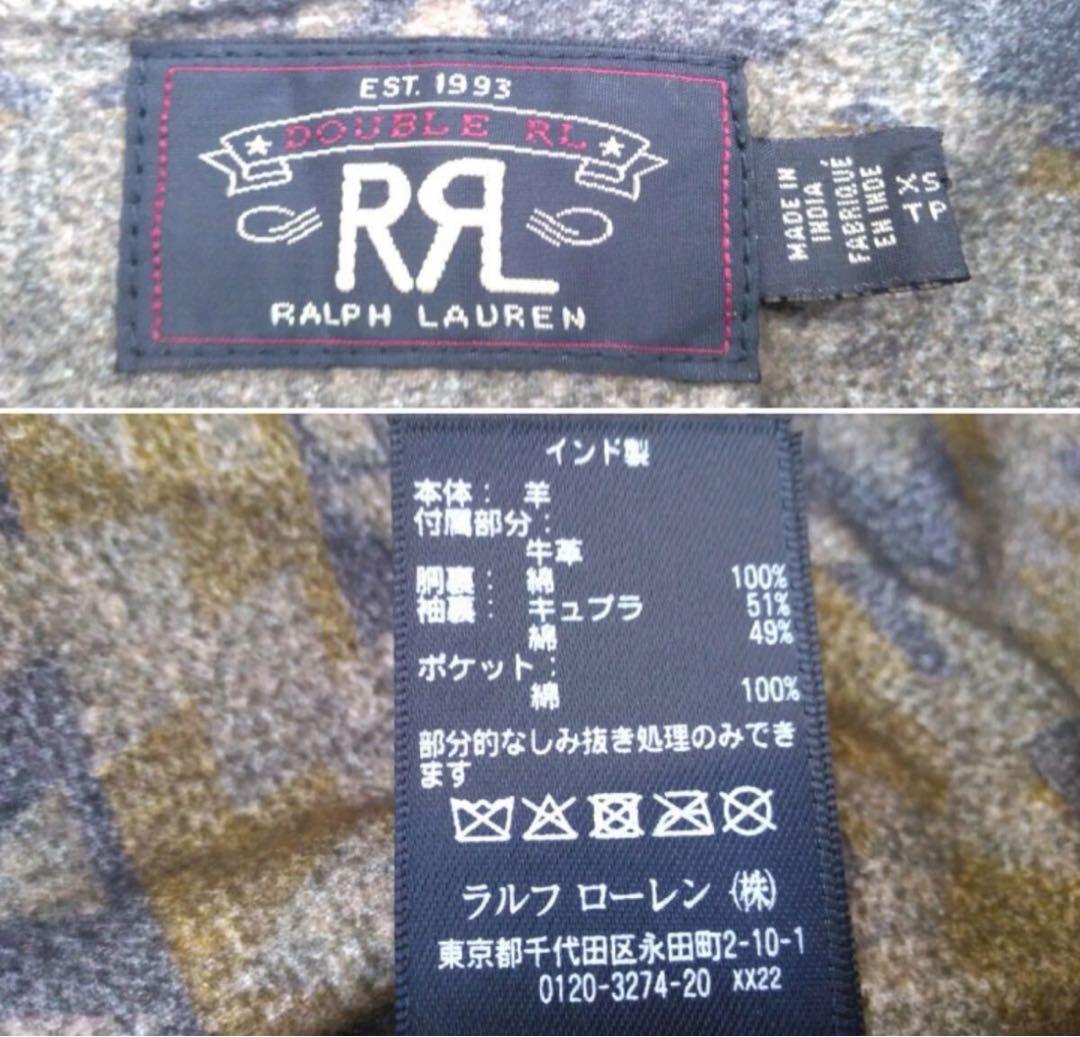 EST. 1993
DOUBLE RL
RRL
RALPH LAUREN
MADE IN
INDIA
FABRIQUÉ
EN INDE
XS
TP
インド製
本体: 羊
付属部分:
牛革
胴裏: 綿 100%
袖裏: キュプラ 51%
綿 49%
ポケット:
綿 100%
部分的なしみ抜き処理のみでき
ます
ラルフ ローレン (株)
東京都千代田区永田町2-10-1
0120-3274-20 XX22